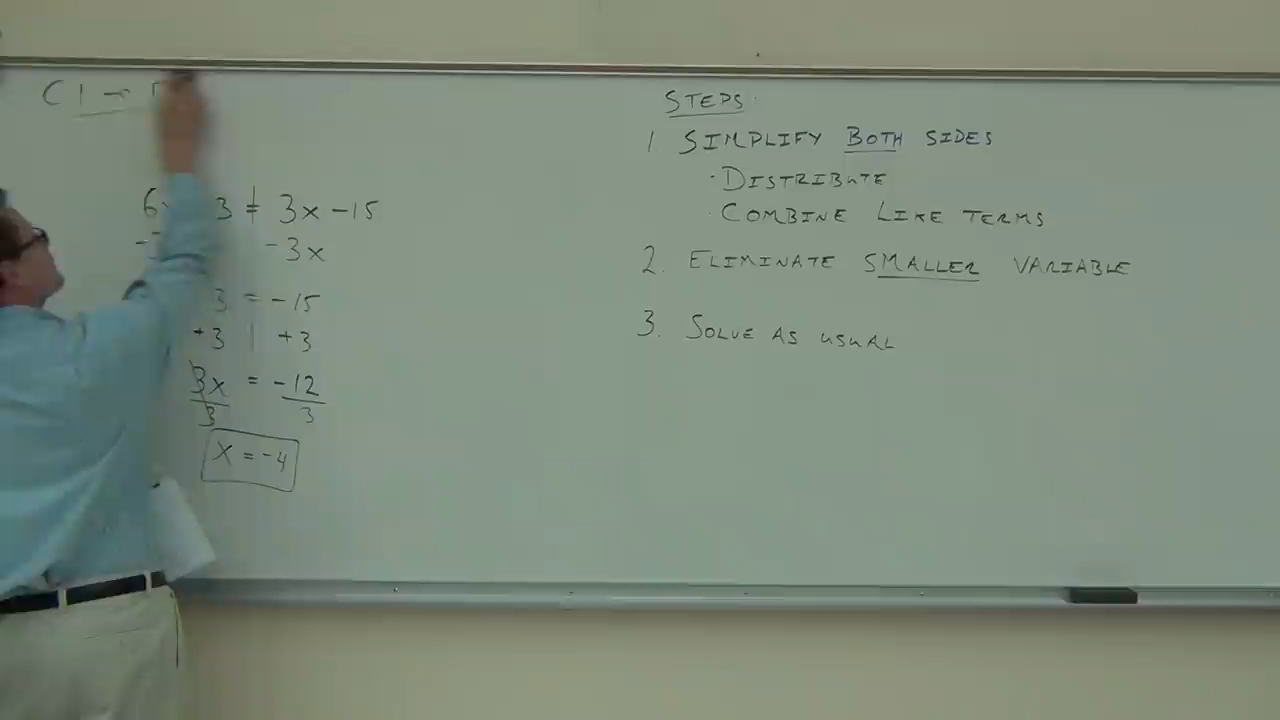 3 = 3x -15
-3x
3 = -15
+3 | +3
3x = -12
3 3
x = -4
STEPS:
1. SIMPLIFY BOTH SIDES
· DISTRIBUTE
· COMBINE LIKE TERMS
2. ELIMINATE SMALLER VARIABLE
3. SOLVE AS USUAL